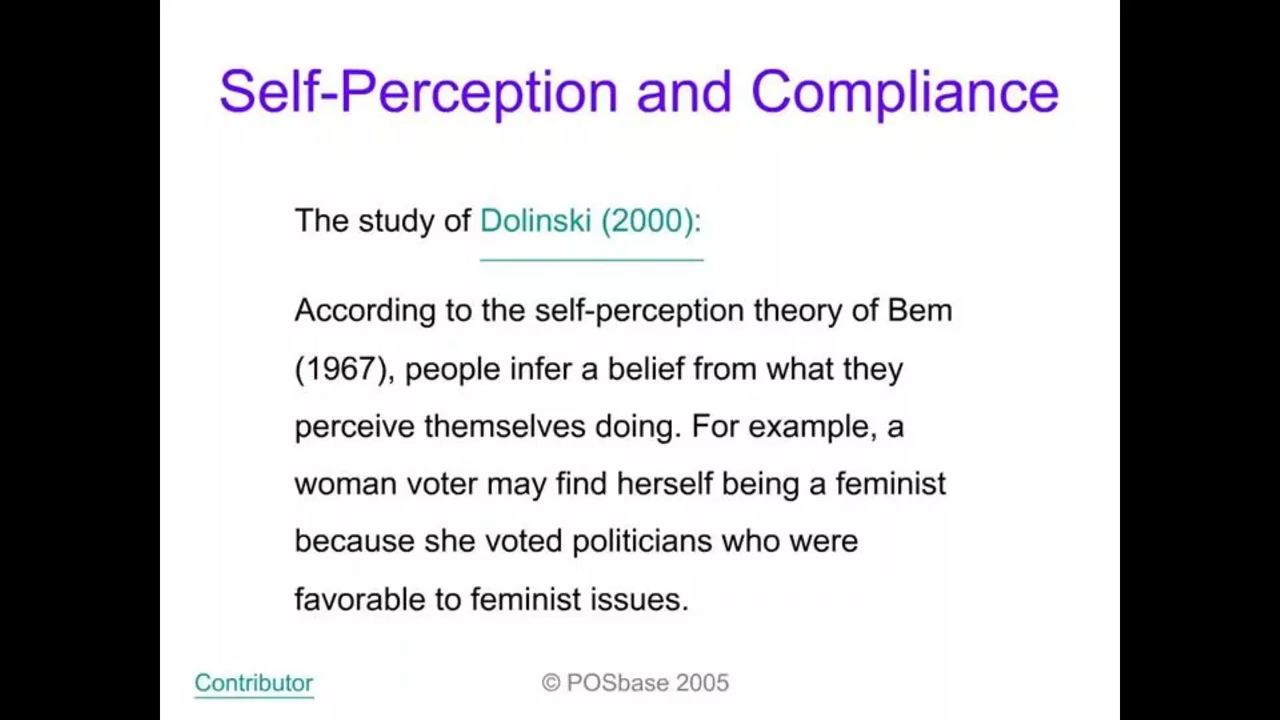 Self-Perception and Compliance
The study of Dolinski (2000):
According to the self-perception theory of Bem
(1967), people infer a belief from what they
perceive themselves doing. For example, a
woman voter may find herself being a feminist
because she voted politicians who were
favorable to feminist issues.
Contributor
© POSbase 2005